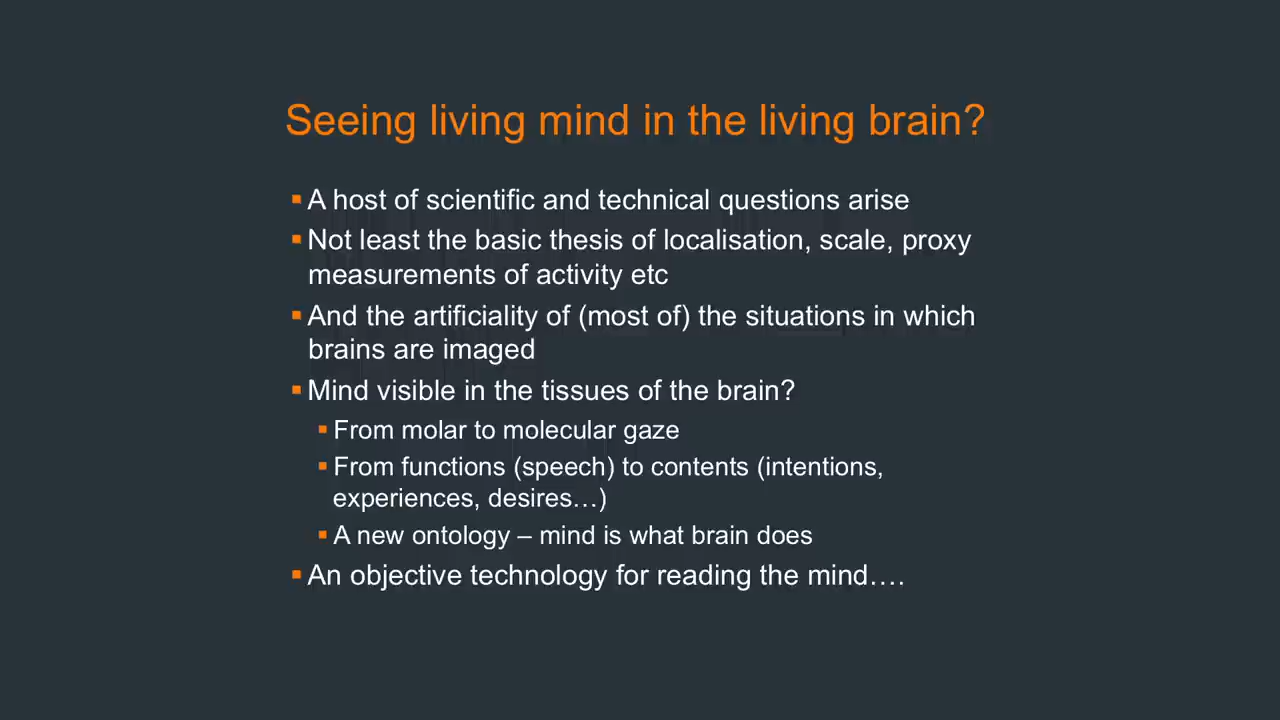 Seeing living mind in the living brain?
▪ A host of scientific and technical questions arise
▪ Not least the basic thesis of localisation, scale, proxy
measurements of activity etc
▪ And the artificiality of (most of) the situations in which
brains are imaged
▪ Mind visible in the tissues of the brain?
▪ From molar to molecular gaze
▪ From functions (speech) to contents (intentions,
experiences, desires…)
▪ A new ontology – mind is what brain does
▪ An objective technology for reading the mind….